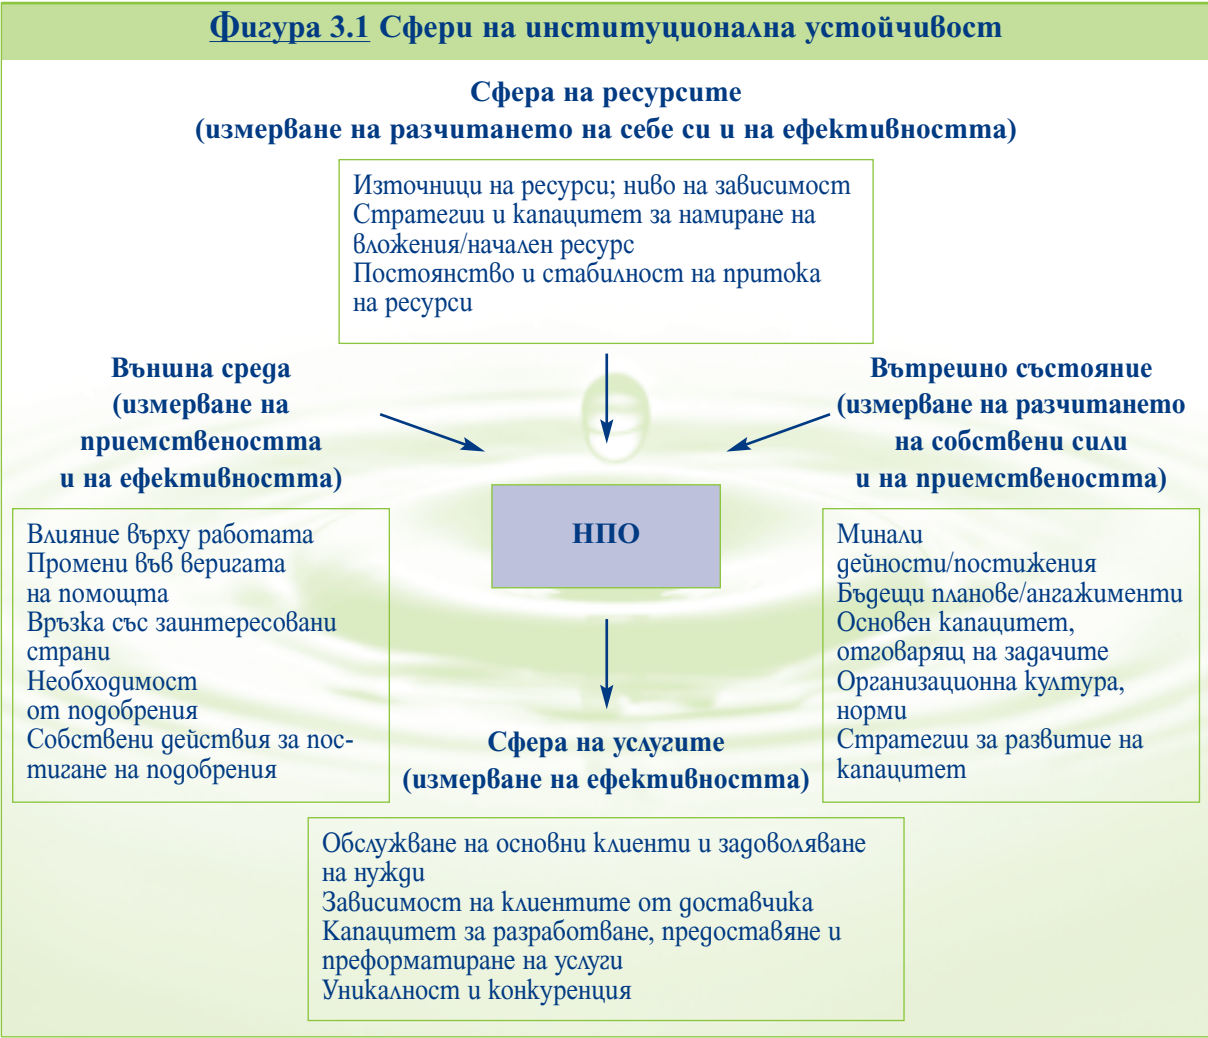 Фигура 3.1 Сфери на институционална устойчивост
Сфера на ресурсите
(измерване на разчитането на себе си и на ефективността)
Източници на ресурси; ниво на зависимост
Стратегии и капацитет за намиране на
вложения/начален ресурс
Постоянство и стабилност на притока
на ресурси
Външна среда
(измерване на
приемствеността
и на ефективността)
Вътрешно състояние
(измерване на разчитането
на собствени сили
и на приемствеността)
НПО
Влияние върху работата
Промени във веригата
на помощта
Връзка със заинтересовани
страни
Необходимост
от подобрения
Собствени действия за пос-
тигане на подобрения
Минали
дейности/постижения
Бъдещи планове/ангажименти
Основен капацитет,
отговарящ на задачите
Организационна култура,
норми
Стратегии за развитие на
капацитет
Сфера на услугите
(измерване на ефективността)
Обслужване на основни клиенти и задоволяване
на нужди
Зависимост на клиентите от доставчика
Капацитет за разработване, предоставяне и
преформатиране на услуги
Уникалност и конкуренция